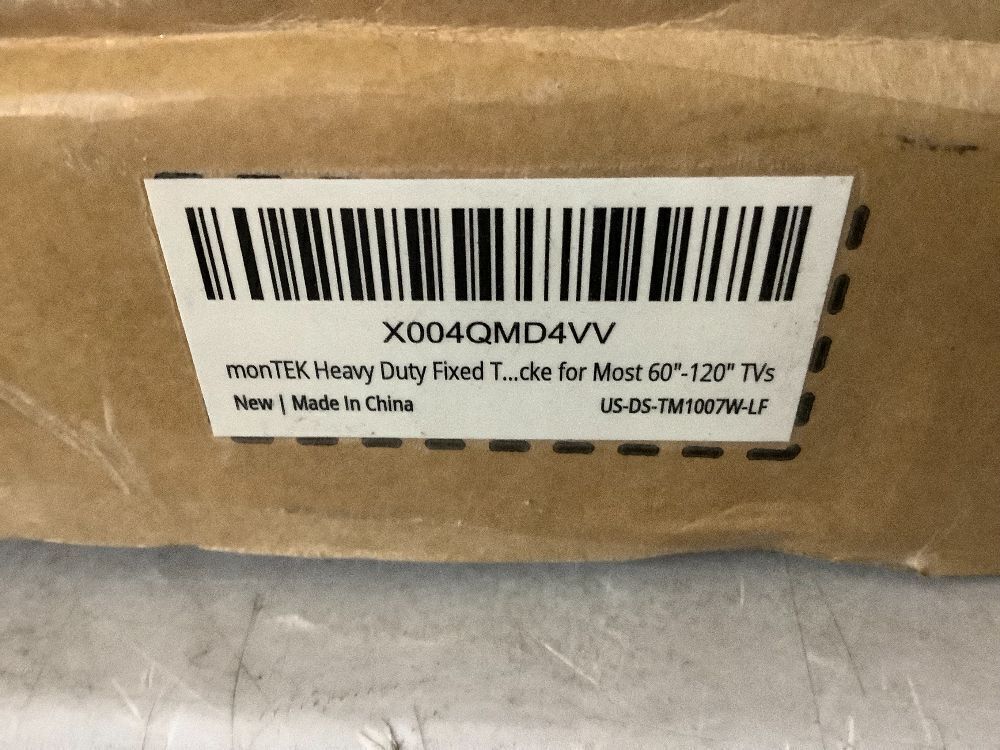 X004QMD4VV
monTEK Heavy Duty Fixed T...cke for Most 60"-120" TVs
New | Made In China
US-DS-TM1007W-LF